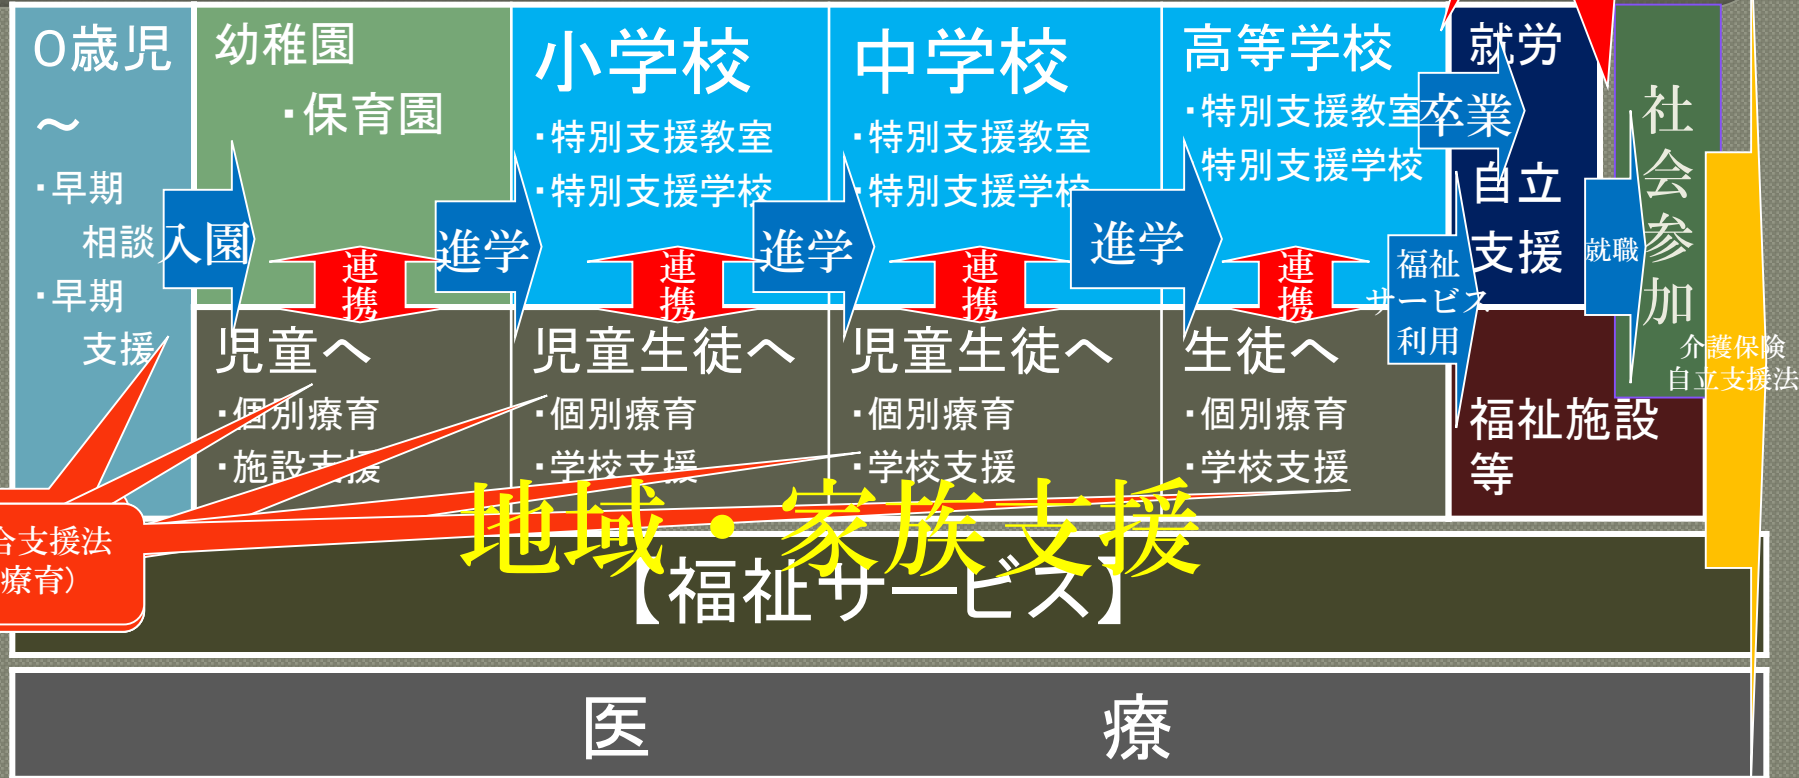 0歳児
～
・早期
相談
・早期
支援
入園
幼稚園
・保育園
連
携
児童へ
・個別療育
・施設支援
進学
小学校
・特別支援教室
・特別支援学校
連
携
児童生徒へ
・個別療育
・学校支援
進学
中学校
・特別支援教室
・特別支援学校
連
携
児童生徒へ
・個別療育
・学校支援
進学
高等学校
・特別支援教室
・特別支援学校
連
携
生徒へ
・個別療育
・学校支援
卒業
福祉
サービス
利用
就労
自立
支援
福祉施設
等
就職
社
会
参
加
介護保険
自立支援法
合支援法
療育）
地域・家族支援
【福祉サービス】
医 療